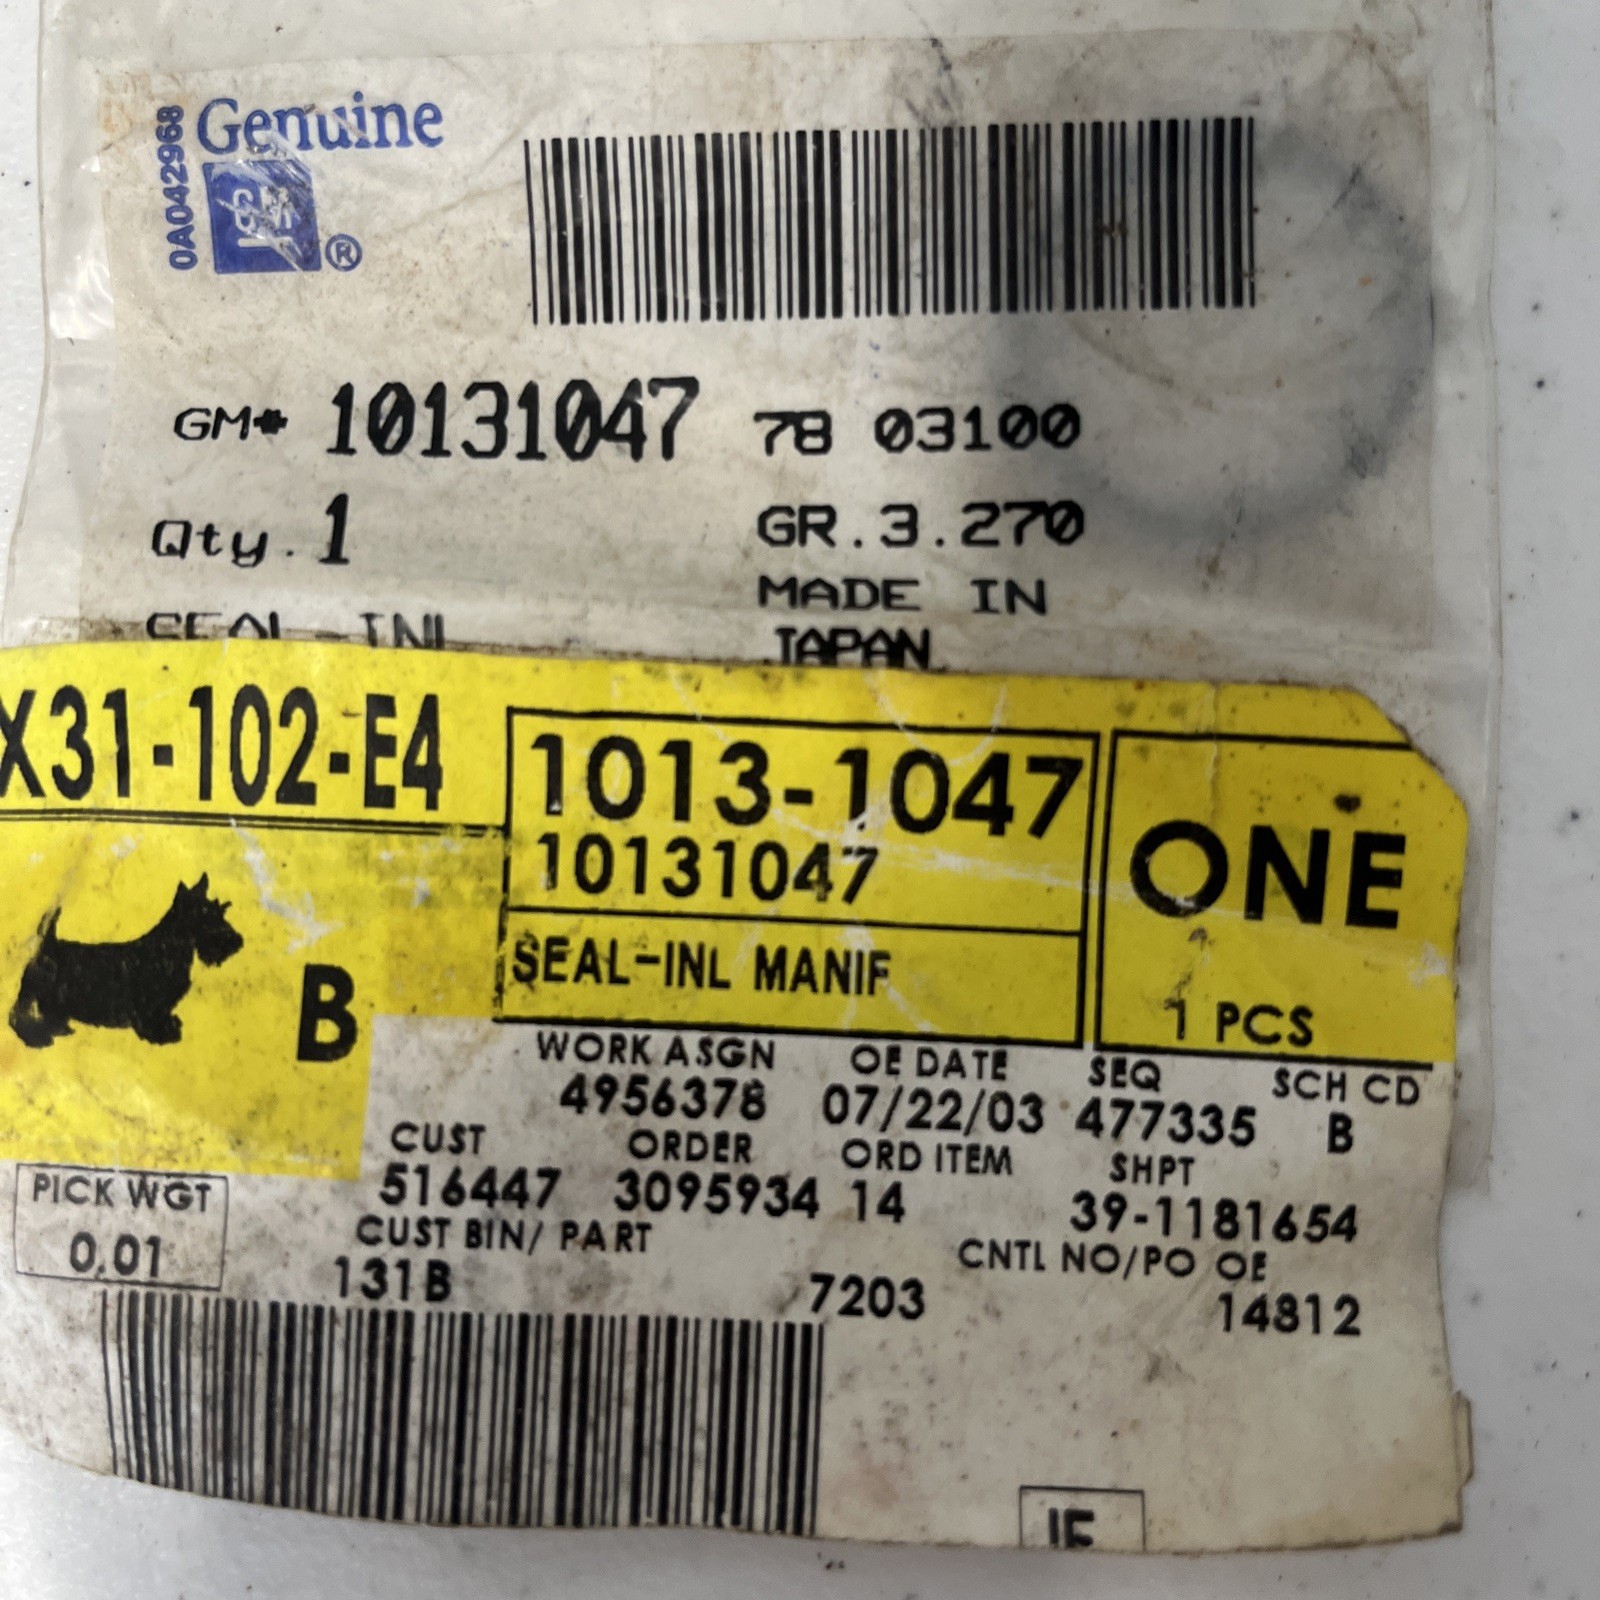 0A042968
Genuine
GM
®
GM# 10131047 78 03100
Qty. 1 GR.3.270
MADE IN
SEAL-INL JAPAN
X31-102-E4
1013-1047
10131047
ONE
SEAL-INL MANIF
B
1 PCS
WORK ASGN OE DATE SEQ SCH CD
4956378 07/22/03 477335 B
CUST ORDER ORD ITEM SHPT
516447 3095934 14 39-1181654
PICK WGT
0.01
CUST BIN/ PART CNTL NO/PO OE
131B 7203 14812